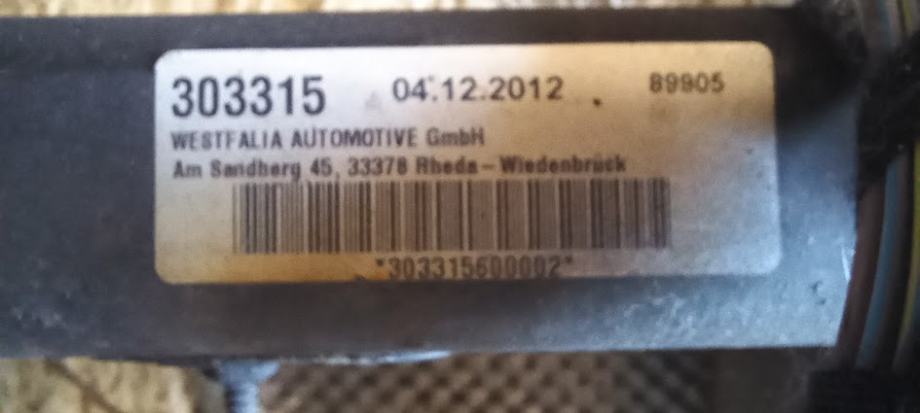 303315 04.12.2012 89905
WESTFALIA AUTOMOTIVE GmbH
Am Sandberg 45, 33378 Rheda-Wiedenbrück
*303315600002*